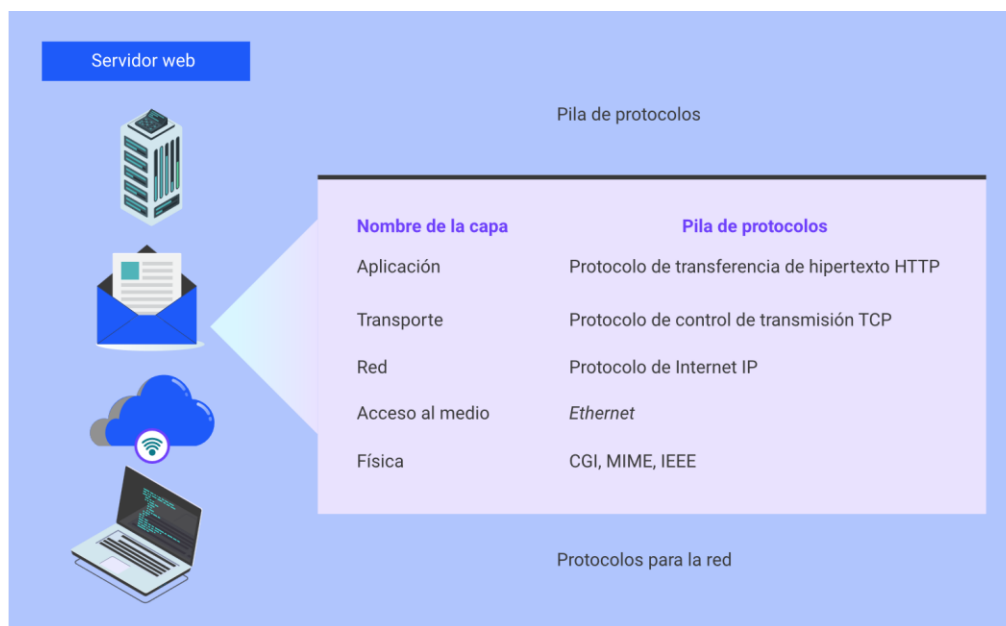 Servidor web
Pila de protocolos
Nombre de la capa Pila de protocolos
Aplicación Protocolo de transferencia de hipertexto HTTP
Transporte Protocolo de control de transmisión TCP
Red Protocolo de Internet IP
Acceso al medio Ethernet
Física CGI, MIME, IEEE
Protocolos para la red